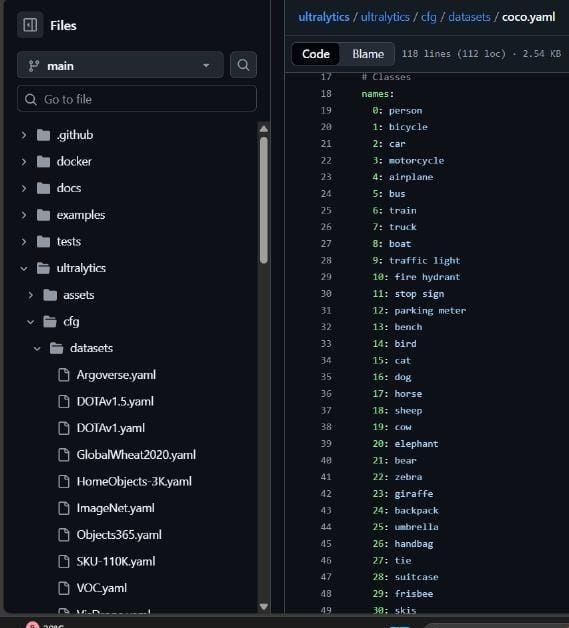 Files
main
Go to file
.github
docker
docs
examples
tests
ultralytics
assets
cfg
datasets
Argoverse.yaml
DOTAv1.5.yaml
DOTAv1.yaml
GlobalWheat2020.yaml
HomeObjects-3K.yaml
ImageNet.yaml
Objects365.yaml
SKU-110K.yaml
VOC.yaml
VisDrone.yaml
ultralytics / ultralytics / cfg / datasets / coco.yaml
Code Blame 118 lines (112 loc) · 2.54 KB
17 # Classes
18 names:
19 0: person
20 1: bicycle
21 2: car
22 3: motorcycle
23 4: airplane
24 5: bus
25 6: train
26 7: truck
27 8: boat
28 9: traffic light
29 10: fire hydrant
30 11: stop sign
31 12: parking meter
32 13: bench
33 14: bird
34 15: cat
35 16: dog
36 17: horse
37 18: sheep
38 19: cow
39 20: elephant
40 21: bear
41 22: zebra
42 23: giraffe
43 24: backpack
44 25: umbrella
45 26: handbag
46 27: tie
47 28: suitcase
48 29: frisbee
49 30: skis